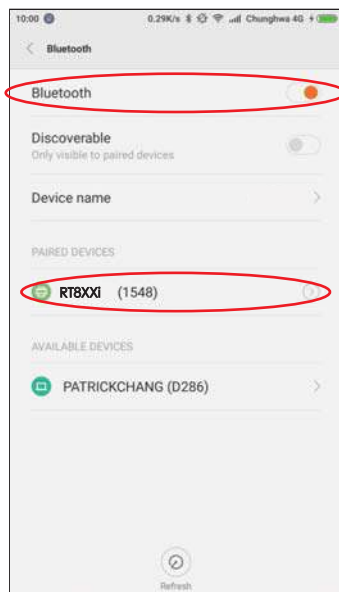 10:00 0.29K/s Chunghwa 4G
Bluetooth
Bluetooth
Discoverable
Only visible to paired devices
Device name
PAIRED DEVICES
RT8XXi (1548)
AVAILABLE DEVICES
PATRICKCHANG (D286)
Refresh